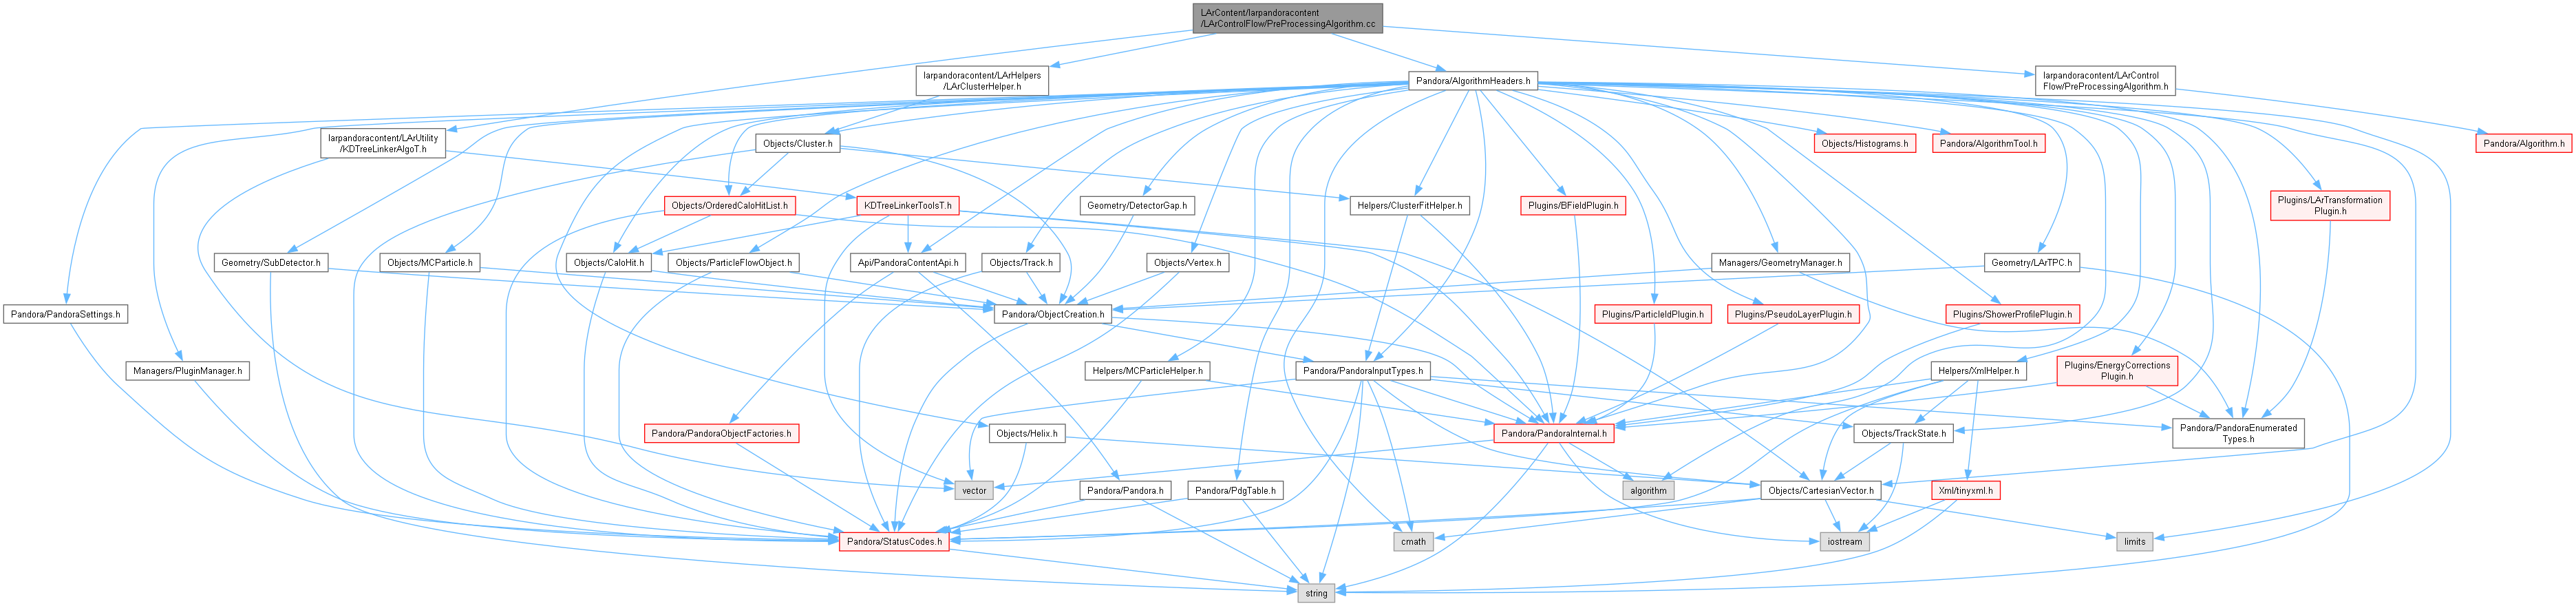 LArContent/larpandoracontent
/LArControlFlow/PreProcessingAlgorithm.cc
larpandoracontent/LArHelpers
/LArClusterHelper.h
Pandora/AlgorithmHeaders.h
larpandoracontent/LArControl
Flow/PreProcessingAlgorithm.h
larpandoracontent/LArUtility
/KDTreeLinkerAlgoT.h
Objects/Cluster.h
Objects/Histograms.h
Pandora/AlgorithmTool.h
Pandora/Algorithm.h
Objects/OrderedCaloHitList.h
KDTreeLinkerToolsT.h
Geometry/DetectorGap.h
Helpers/ClusterFitHelper.h
Plugins/BFieldPlugin.h
Plugins/LArTransformation
Plugin.h
Geometry/SubDetector.h
Objects/MCParticle.h
Objects/CaloHit.h
Objects/ParticleFlowObject.h
Api/PandoraContentApi.h
Objects/Track.h
Objects/Vertex.h
Managers/GeometryManager.h
Geometry/LArTPC.h
Pandora/PandoraSettings.h
Pandora/ObjectCreation.h
Plugins/ParticleIdPlugin.h
Plugins/PseudoLayerPlugin.h
Plugins/ShowerProfilePlugin.h
Managers/PluginManager.h
Helpers/MCParticleHelper.h
Pandora/PandoraInputTypes.h
Helpers/XmlHelper.h
Plugins/EnergyCorrections
Plugin.h
Pandora/PandoraObjectFactories.h
Objects/Helix.h
Pandora/PandoraInternal.h
Objects/TrackState.h
Pandora/PandoraEnumerated
Types.h
vector
Pandora/Pandora.h
Pandora/PdgTable.h
algorithm
Objects/CartesianVector.h
Xml/tinyxml.h
Pandora/StatusCodes.h
cmath
iostream
limits
string